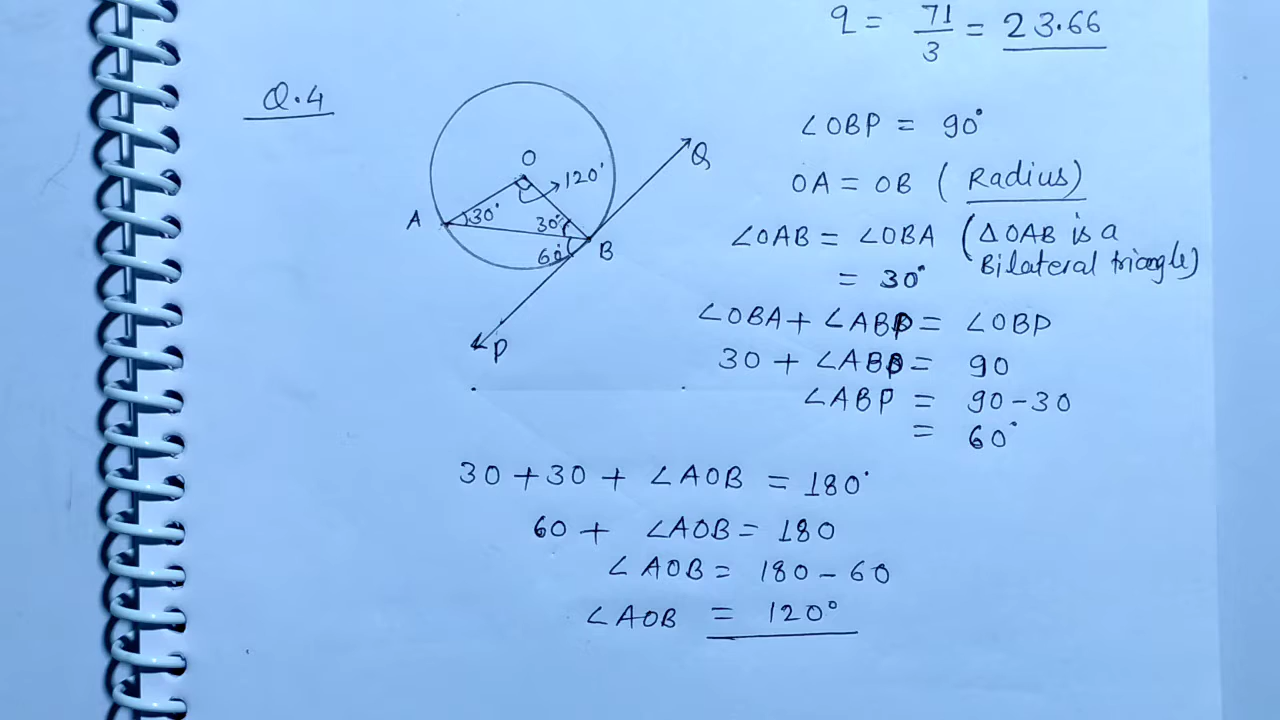 q = 71/3 = 23.66
Q.4
O
120°
A
30°
30°
60°
B
Q
P
∠OBP = 90°
OA = OB (Radius)
∠OAB = ∠OBA (△OAB is a
Bilateral triangle)
= 30°
∠OBA + ∠ABP = ∠OBP
30 + ∠ABP = 90
∠ABP = 90 - 30
= 60°
30 + 30 + ∠AOB = 180°
60 + ∠AOB = 180
∠AOB = 180 - 60
∠AOB = 120°